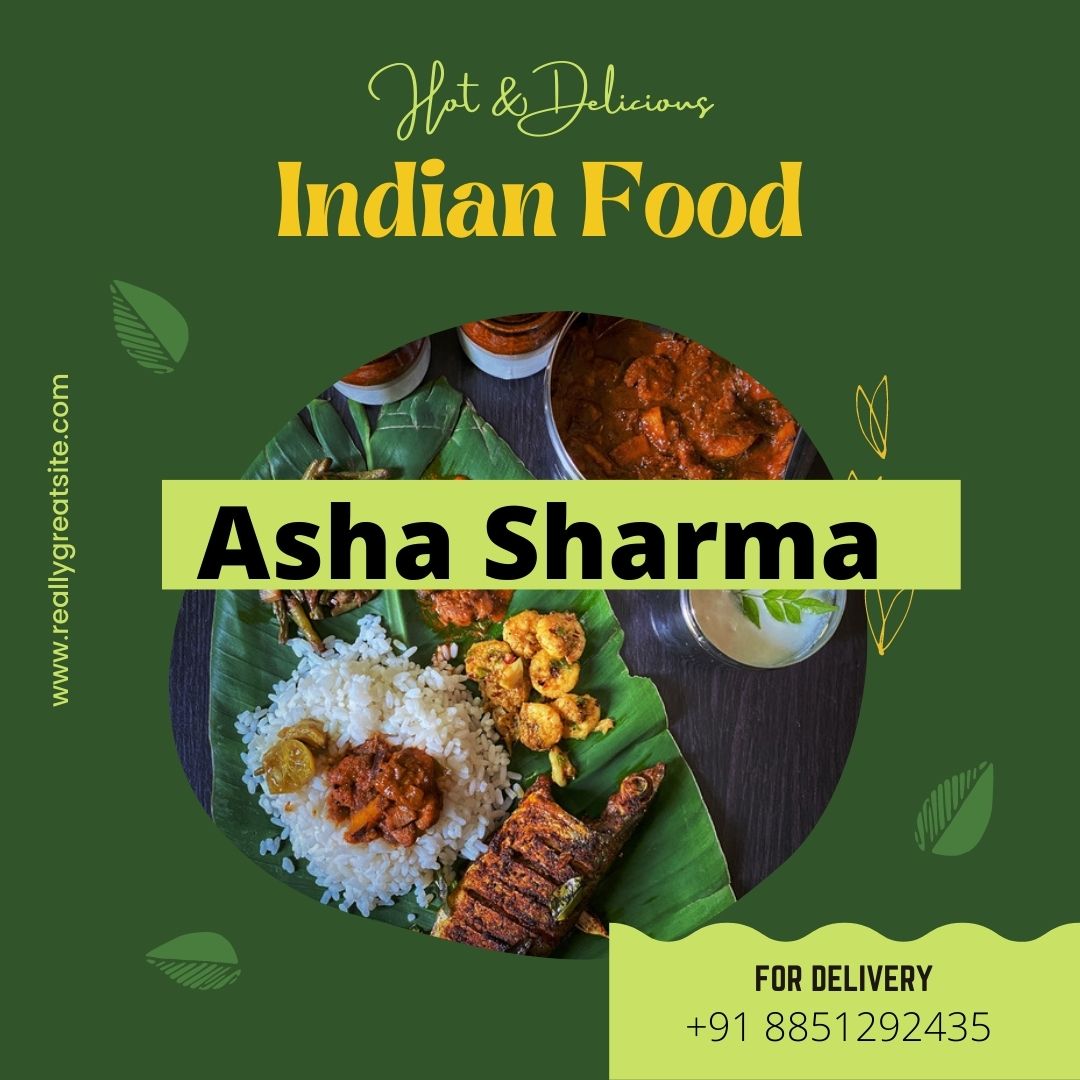 Hot & Delicious
Indian Food
www.reallygreatsite.com
Asha Sharma
FOR DELIVERY
+91 8851292435